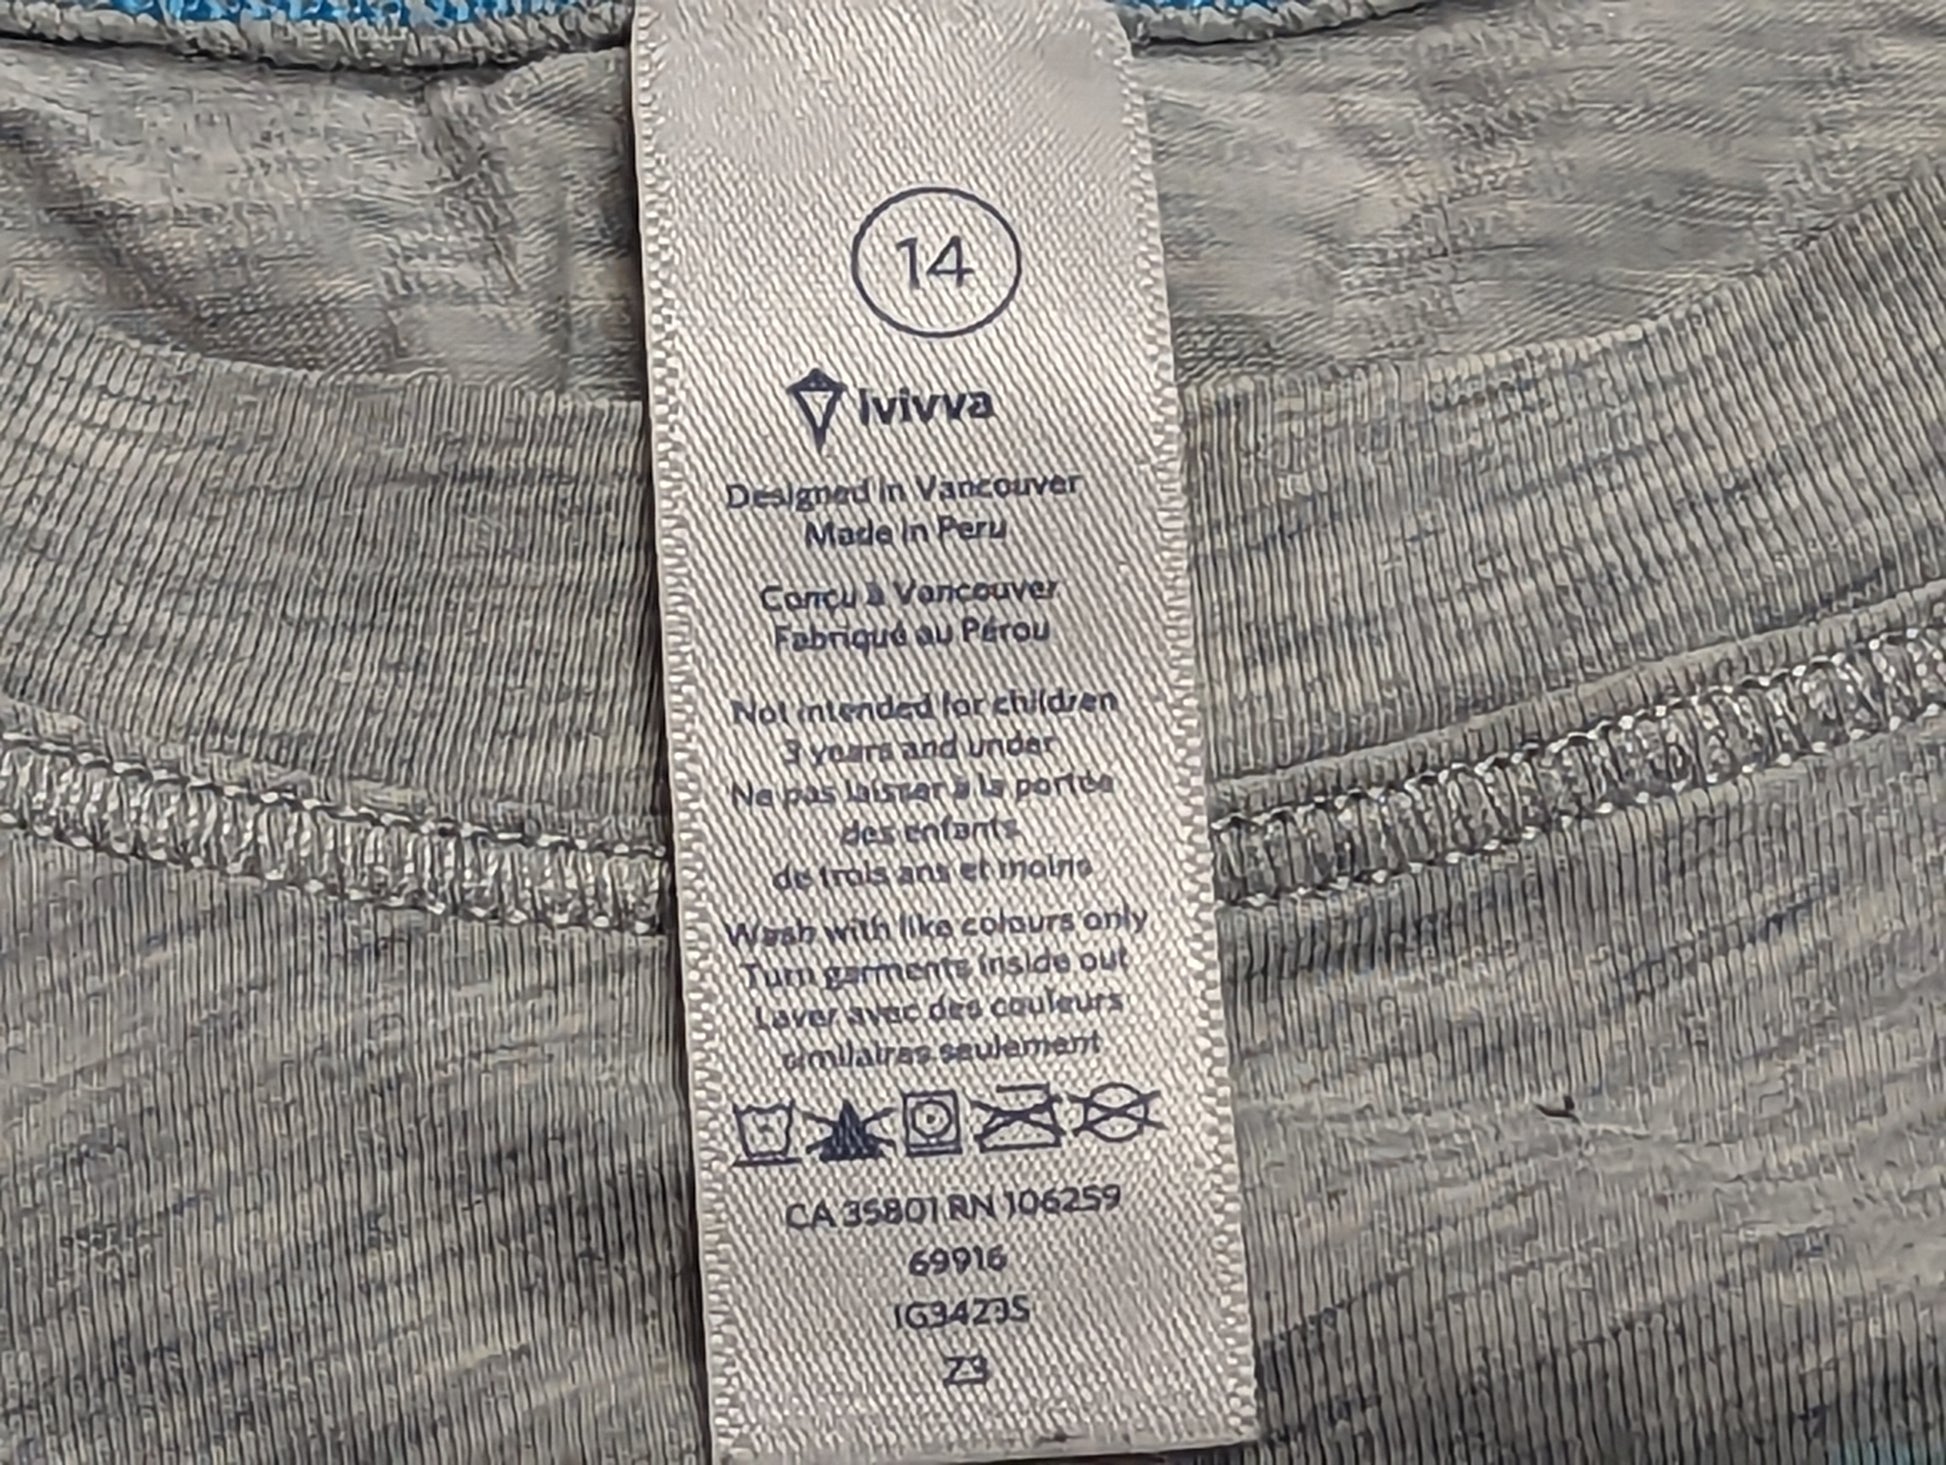 14
ivivva
Designed in Vancouver
Made in Peru
Conçu à Vancouver
Fabriqué au Pérou
Not intended for children
3 years and under
Ne pas laisser à la portée
des enfants
de trois ans et moins
Wash with like colours only
Turn garments inside out
Laver avec des couleurs
similaires seulement
CA 35801 RN 106259
69916